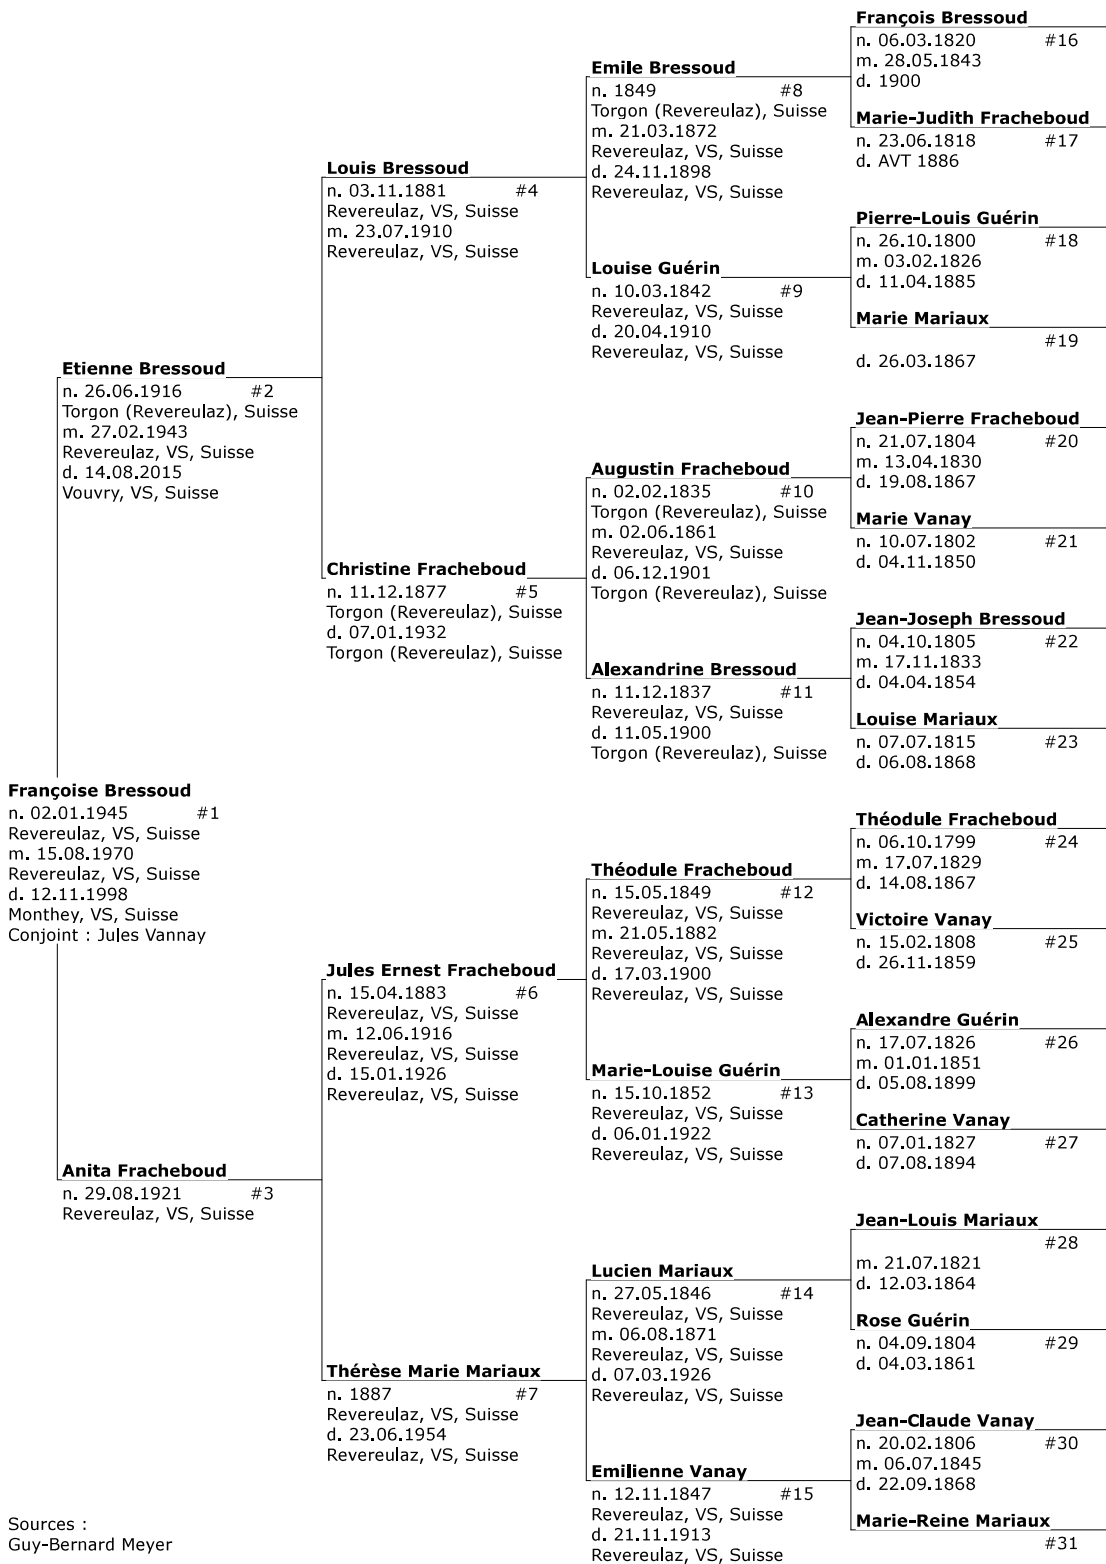 Françoise Bressoud
n. 02.01.1945 #1
Revereulaz, VS, Suisse
m. 15.08.1970
Revereulaz, VS, Suisse
d. 12.11.1998
Monthey, VS, Suisse
Conjoint : Jules Vannay
Etienne Bressoud
n. 26.06.1916 #2
Torgon (Revereulaz), Suisse
m. 27.02.1943
Revereulaz, VS, Suisse
d. 14.08.2015
Vouvry, VS, Suisse
Anita Fracheboud
n. 29.08.1921 #3
Revereulaz, VS, Suisse
Louis Bressoud
n. 03.11.1881 #4
Revereulaz, VS, Suisse
m. 23.07.1910
Revereulaz, VS, Suisse
Christine Fracheboud
n. 11.12.1877 #5
Torgon (Revereulaz), Suisse
d. 07.01.1932
Torgon (Revereulaz), Suisse
Jules Ernest Fracheboud
n. 15.04.1883 #6
Revereulaz, VS, Suisse
m. 12.06.1916
Revereulaz, VS, Suisse
d. 15.01.1926
Revereulaz, VS, Suisse
Thérèse Marie Mariaux
n. 1887 #7
Revereulaz, VS, Suisse
d. 23.06.1954
Revereulaz, VS, Suisse
Emile Bressoud
n. 1849 #8
Torgon (Revereulaz), Suisse
m. 21.03.1872
Revereulaz, VS, Suisse
d. 24.11.1898
Revereulaz, VS, Suisse
Louise Guérin
n. 10.03.1842 #9
Revereulaz, VS, Suisse
d. 20.04.1910
Revereulaz, VS, Suisse
Augustin Fracheboud
n. 02.02.1835 #10
Torgon (Revereulaz), Suisse
m. 02.06.1861
Revereulaz, VS, Suisse
d. 06.12.1901
Torgon (Revereulaz), Suisse
Alexandrine Bressoud
n. 11.12.1837 #11
Revereulaz, VS, Suisse
d. 11.05.1900
Torgon (Revereulaz), Suisse
Théodule Fracheboud
n. 15.05.1849 #12
Revereulaz, VS, Suisse
m. 21.05.1882
Revereulaz, VS, Suisse
d. 17.03.1900
Revereulaz, VS, Suisse
Marie-Louise Guérin
n. 15.10.1852 #13
Revereulaz, VS, Suisse
d. 06.01.1922
Revereulaz, VS, Suisse
Lucien Mariaux
n. 27.05.1846 #14
Revereulaz, VS, Suisse
m. 06.08.1871
Revereulaz, VS, Suisse
d. 07.03.1926
Revereulaz, VS, Suisse
Emilienne Vanay
n. 12.11.1847 #15
Revereulaz, VS, Suisse
d. 21.11.1913
Revereulaz, VS, Suisse
François Bressoud
n. 06.03.1820 #16
m. 28.05.1843
d. 1900
Marie-Judith Fracheboud
n. 23.06.1818 #17
d. AVT 1886
Pierre-Louis Guérin
n. 26.10.1800 #18
m. 03.02.1826
d. 11.04.1885
Marie Mariaux
#19
d. 26.03.1867
Jean-Pierre Fracheboud
n. 21.07.1804 #20
m. 13.04.1830
d. 19.08.1867
Marie Vanay
n. 10.07.1802 #21
d. 04.11.1850
Jean-Joseph Bressoud
n. 04.10.1805 #22
m. 17.11.1833
d. 04.04.1854
Louise Mariaux
n. 07.07.1815 #23
d. 06.08.1868
Théodule Fracheboud
n. 06.10.1799 #24
m. 17.07.1829
d. 14.08.1867
Victoire Vanay
n. 15.02.1808 #25
d. 26.11.1859
Alexandre Guérin
n. 17.07.1826 #26
m. 01.01.1851
d. 05.08.1899
Catherine Vanay
n. 07.01.1827 #27
d. 07.08.1894
Jean-Louis Mariaux
#28
m. 21.07.1821
d. 12.03.1864
Rose Guérin
n. 04.09.1804 #29
d. 04.03.1861
Jean-Claude Vanay
n. 20.02.1806 #30
m. 06.07.1845
d. 22.09.1868
Marie-Reine Mariaux
#31
Sources :
Guy-Bernard Meyer